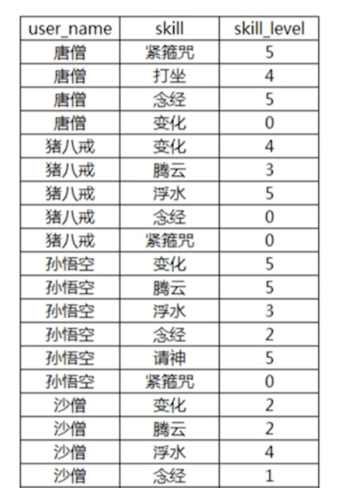 user_name skill skill_level
唐僧 紧箍咒 5
唐僧 打坐 4
唐僧 念经 5
唐僧 变化 0
猪八戒 变化 4
猪八戒 腾云 3
猪八戒 浮水 5
猪八戒 念经 0
猪八戒 紧箍咒 0
孙悟空 变化 5
孙悟空 腾云 5
孙悟空 浮水 3
孙悟空 念经 2
孙悟空 请神 5
孙悟空 紧箍咒 0
沙僧 变化 2
沙僧 腾云 2
沙僧 浮水 4
沙僧 念经 1